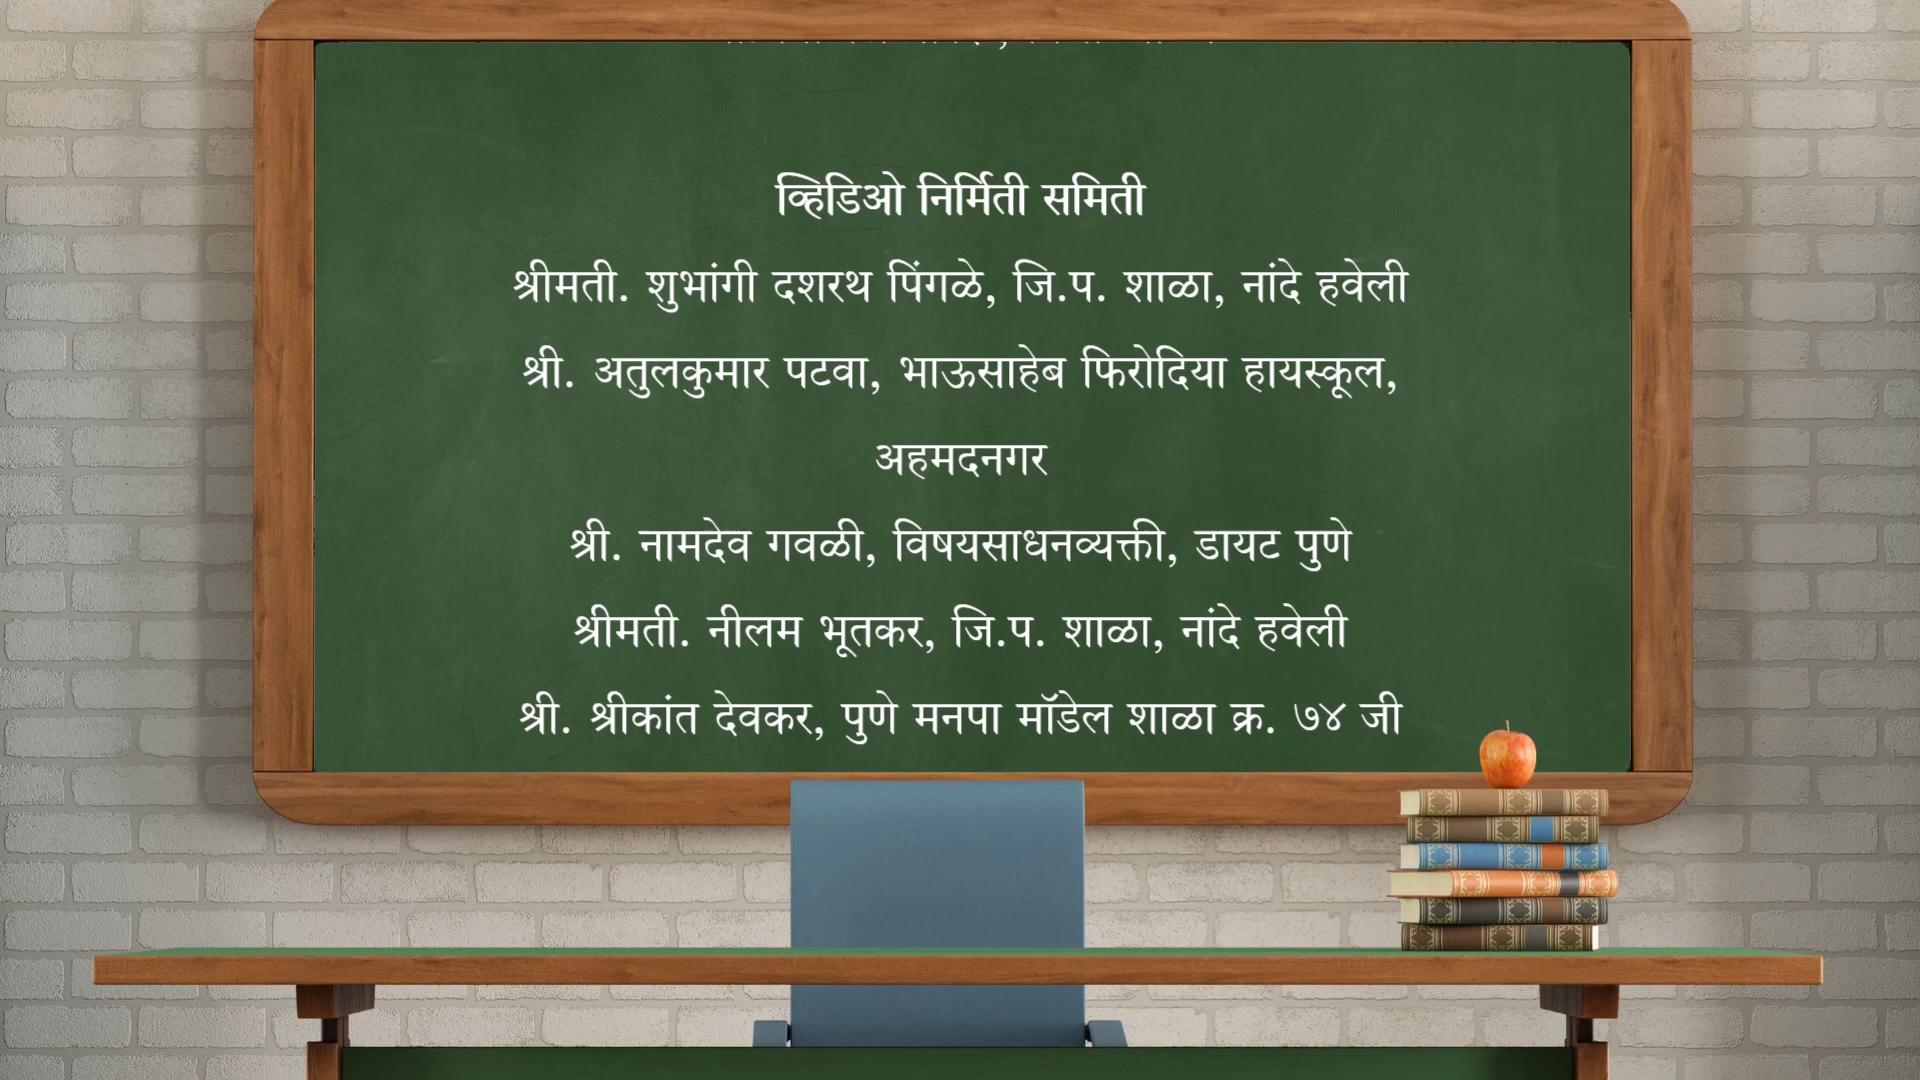 व्हिडिओ निर्मिती समिती
श्रीमती. शुभांगी दशरथ पिंगळे, जि.प. शाळा, नांदे हवेली
श्री. अतुलकुमार पटवा, भाऊसाहेब फिरोदिया हायस्कूल,
अहमदनगर
श्री. नामदेव गवळी, विषयसाधनव्यक्ती, डायट पुणे
श्रीमती. नीलम भूतकर, जि.प. शाळा, नांदे हवेली
श्री. श्रीकांत देवकर, पुणे मनपा मॉडेल शाळा क्र. ७४ जी